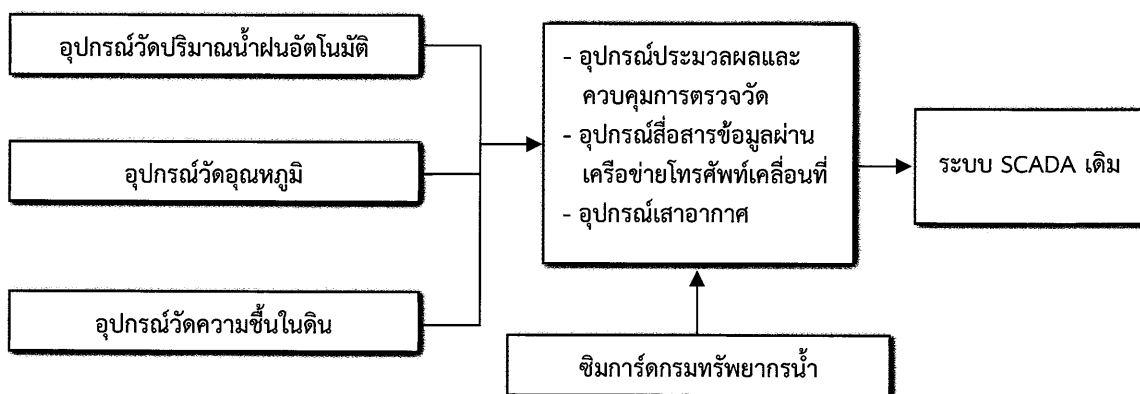 อุปกรณ์วัดปริมาณน้ำฝนอัตโนมัติ
อุปกรณ์วัดอุณหภูมิ
อุปกรณ์วัดความชื้นในดิน
- อุปกรณ์ประมวลผลและ
ควบคุมการตรวจวัด
- อุปกรณ์สื่อสารข้อมูลผ่าน
เครือข่ายโทรศัพท์เคลื่อนที่
- อุปกรณ์เสาอากาศ
ระบบ SCADA เดิม
ซิมการ์ดกรมทรัพยากรน้ำ